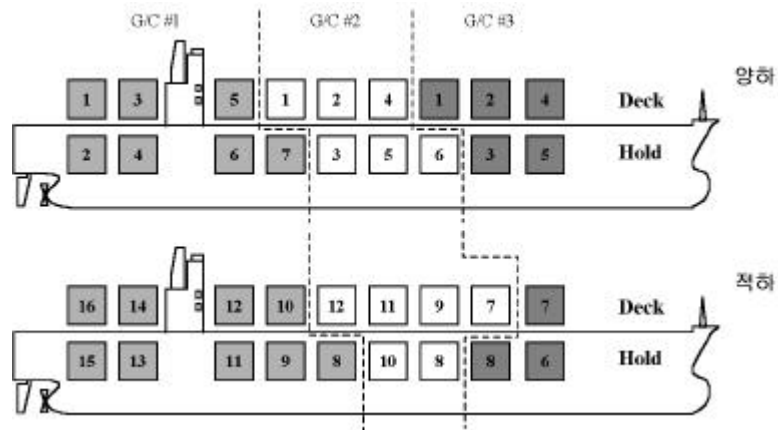 G/C #1 G/C #2 G/C #3
양하
1 3 5 1 2 4 1 2 4 Deck
2 4 6 7 3 5 6 3 5 Hold
적하
16 14 12 10 12 11 9 7 7 Deck
15 13 11 9 8 10 8 8 6 Hold